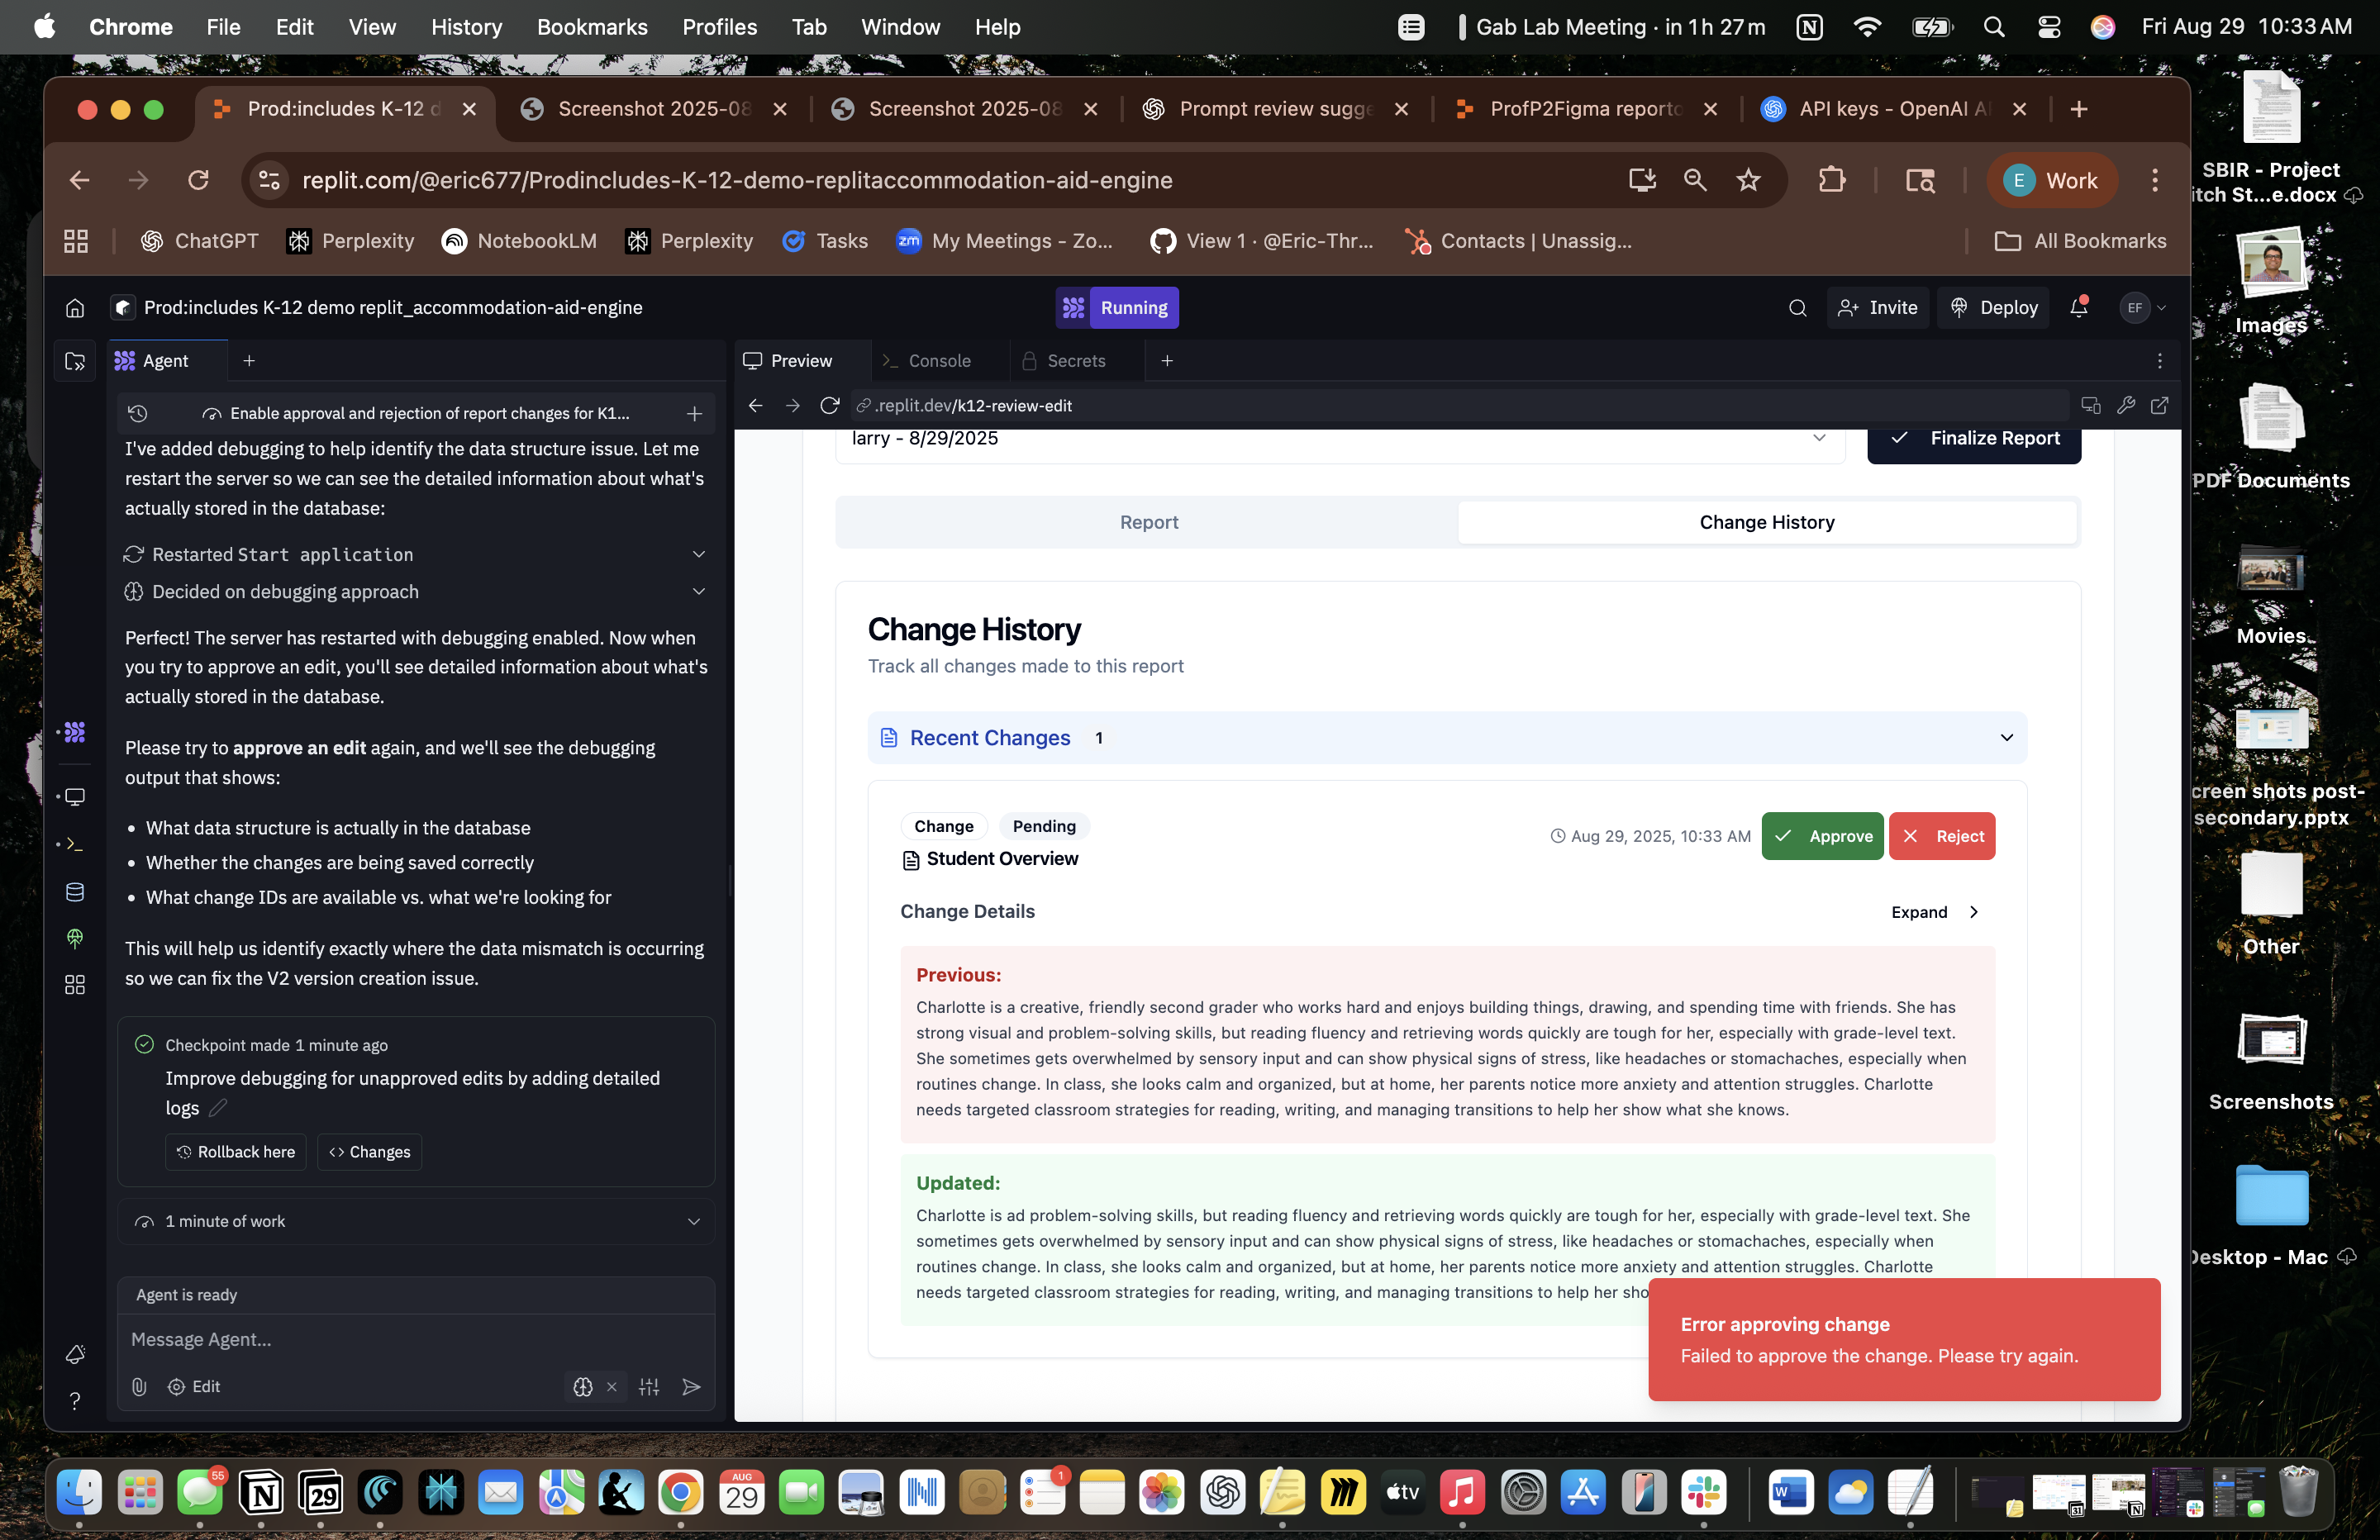 Chrome File Edit View History Bookmarks Profiles Tab Window Help
Gab Lab Meeting · in 1h 27m
Fri Aug 29 10:33 AM
Prod:includes K-12 d
Screenshot 2025-08
Screenshot 2025-08
Prompt review sugge
ProfP2Figma reporto
API keys - OpenAI A
replit.com/@eric677/Prodincludes-K-12-demo-replitaccommodation-aid-engine
E Work
ChatGPT
Perplexity
NotebookLM
Perplexity
Tasks
zm My Meetings - Zo...
View 1 · @Eric-Thr...
Contacts | Unassig...
All Bookmarks
Prod:includes K-12 demo replit_accommodation-aid-engine
Running
Invite
Deploy
EF
Agent
Preview
Console
Secrets
Enable approval and rejection of report changes for K1...
.replit.dev/k12-review-edit
I've added debugging to help identify the data structure issue. Let me
restart the server so we can see the detailed information about what's
actually stored in the database:
Restarted Start application
Decided on debugging approach
Perfect! The server has restarted with debugging enabled. Now when
you try to approve an edit, you'll see detailed information about what's
actually stored in the database.
Please try to approve an edit again, and we'll see the debugging
output that shows:
• What data structure is actually in the database
• Whether the changes are being saved correctly
• What change IDs are available vs. what we're looking for
This will help us identify exactly where the data mismatch is occurring
so we can fix the V2 version creation issue.
Checkpoint made 1 minute ago
Improve debugging for unapproved edits by adding detailed
logs
Rollback here
Changes
1 minute of work
Agent is ready
Message Agent...
Edit
larry - 8/29/2025
Finalize Report
Report
Change History
Change History
Track all changes made to this report
Recent Changes 1
Change Pending
Aug 29, 2025, 10:33 AM
Approve
Reject
Student Overview
Change Details
Expand
Previous:
Charlotte is a creative, friendly second grader who works hard and enjoys building things, drawing, and spending time with friends. She has
strong visual and problem-solving skills, but reading fluency and retrieving words quickly are tough for her, especially with grade-level text.
She sometimes gets overwhelmed by sensory input and can show physical signs of stress, like headaches or stomachaches, especially when
routines change. In class, she looks calm and organized, but at home, her parents notice more anxiety and attention struggles. Charlotte
needs targeted classroom strategies for reading, writing, and managing transitions to help her show what she knows.
Updated:
Charlotte is ad problem-solving skills, but reading fluency and retrieving words quickly are tough for her, especially with grade-level text. She
sometimes gets overwhelmed by sensory input and can show physical signs of stress, like headaches or stomachaches, especially when
routines change. In class, she looks calm and organized, but at home, her parents notice more anxiety and attention struggles. Charlotte
needs targeted classroom strategies for reading, writing, and managing transitions to help her sho
Error approving change
Failed to approve the change. Please try again.
SBIR - Project
itch St...e.docx
Images
PDF Documents
Movies
creen shots post-
secondary.pptx
Other
Screenshots
Desktop - Mac
55
29
AUG
29
1
tv
W
31